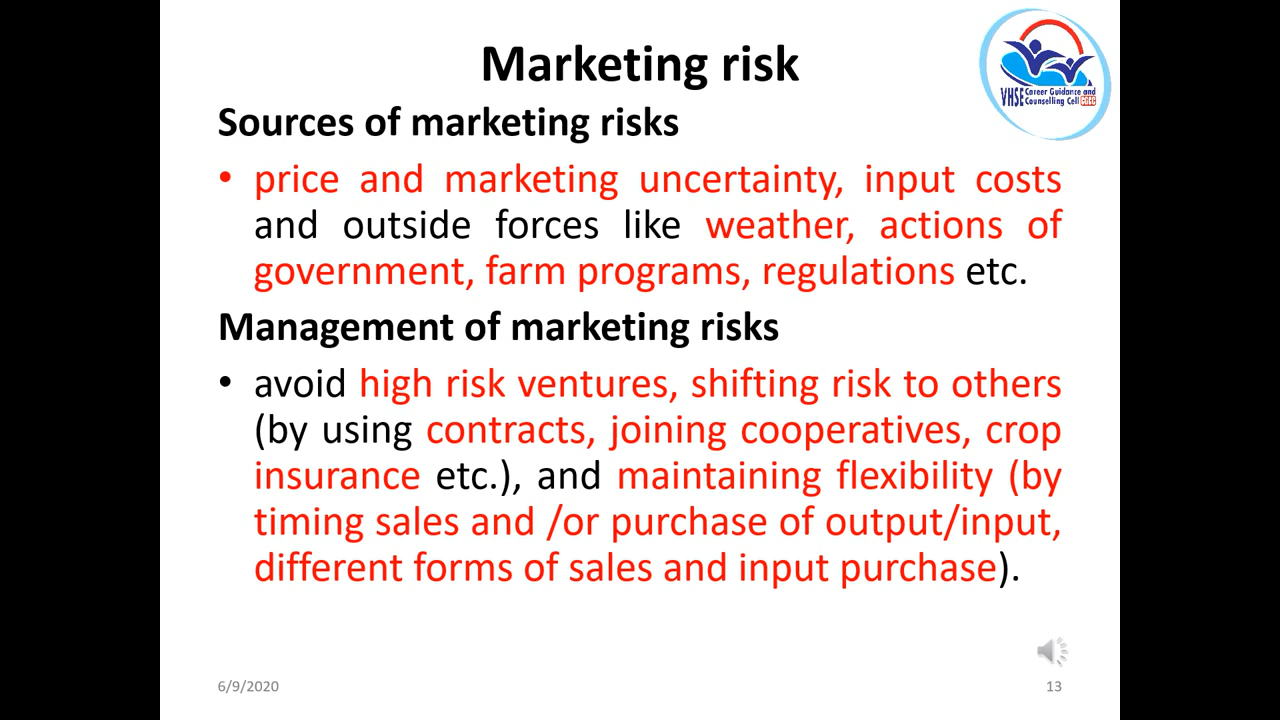 Marketing risk
VHSE Career Guidance and
Counselling Cell CGCC
Sources of marketing risks
• price and marketing uncertainty, input costs
and outside forces like weather, actions of
government, farm programs, regulations etc.
Management of marketing risks
• avoid high risk ventures, shifting risk to others
(by using contracts, joining cooperatives, crop
insurance etc.), and maintaining flexibility (by
timing sales and /or purchase of output/input,
different forms of sales and input purchase).
6/9/2020
13